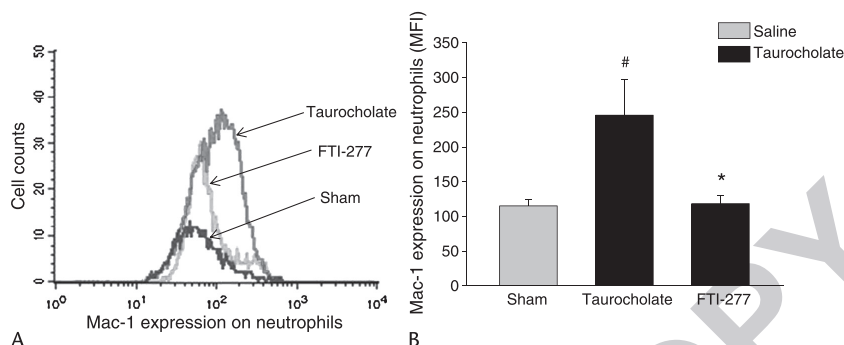 50
40
30
20
10
0
Cell counts
Taurocholate
FTI-277
Sham
10⁰ 10¹ 10² 10³ 10⁴
Mac-1 expression on neutrophils
A
Mac-1 expression on neutrophils (MFI)
350
300
250
200
150
100
50
0
Saline
Taurocholate
#
*
Sham Taurocholate FTI-277
B
PY